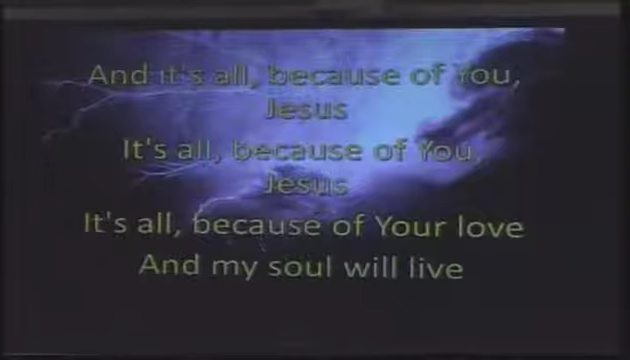 And it's all, because of You,
Jesus
It's all, because of You,
Jesus
It's all, because of Your love
And my soul will live